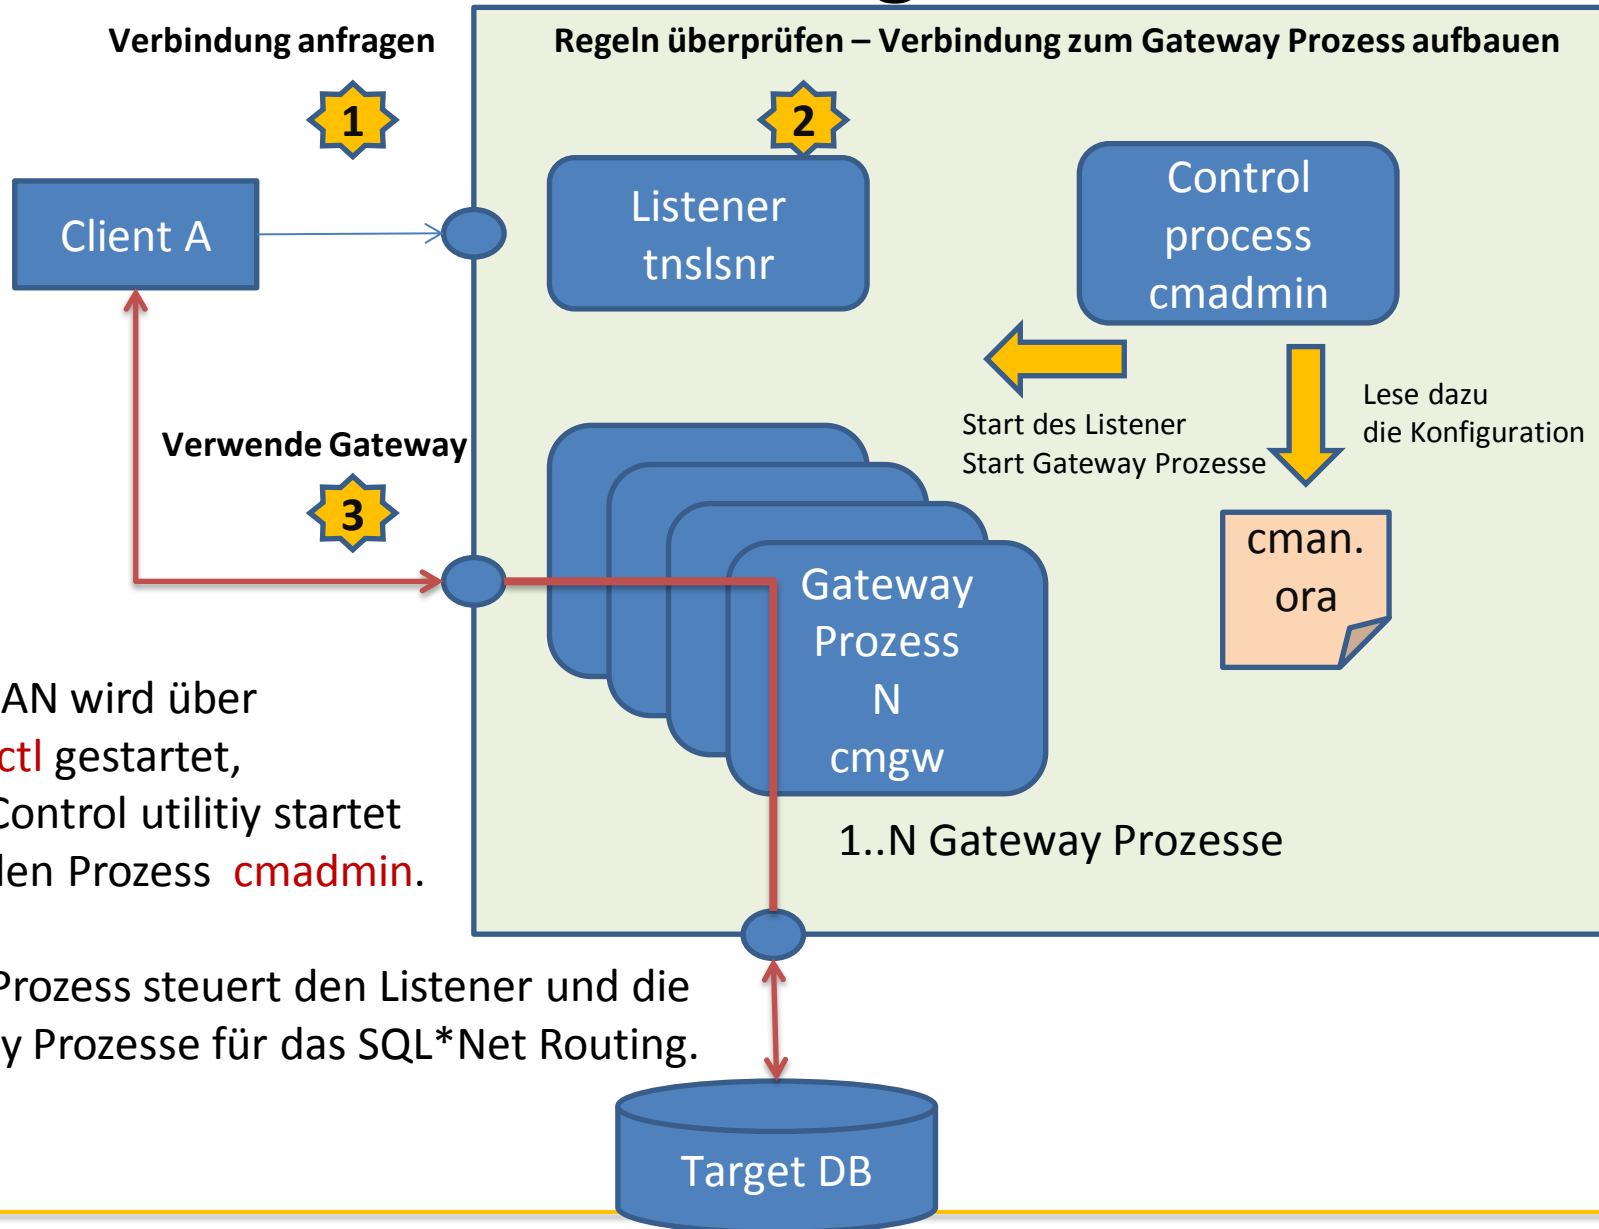 Verbindung anfragen
Regeln überprüfen – Verbindung zum Gateway Prozess aufbauen
1
2
Client A
Listener
tnslsnr
Control
process
cmadmin
Start des Listener
Start Gateway Prozesse
Lese dazu
die Konfiguration
Verwende Gateway
3
cman.
ora
Gateway
Prozess
N
cmgw
1..N Gateway Prozesse
AN wird über
ctl gestartet,
Control utilitiy startet
den Prozess cmadmin.
Prozess steuert den Listener und die
y Prozesse für das SQL*Net Routing.
Target DB